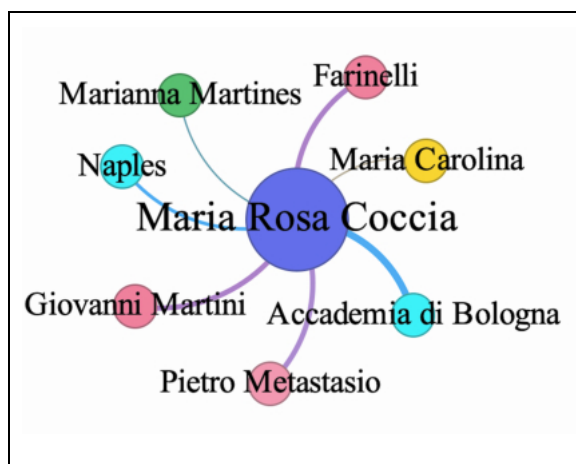 Farinelli
Marianna Martines
Maria Carolina
Naples
Maria Rosa Coccia
Giovanni Martini
Accademia di Bologna
Pietro Metastasio